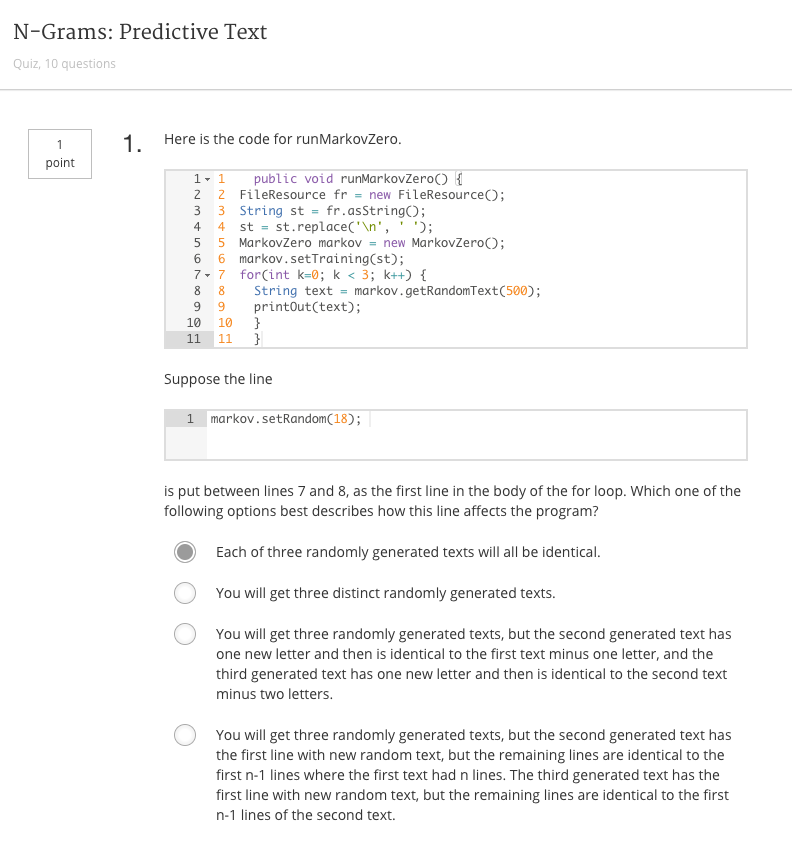 N-Grams: Predictive Text
Quiz, 10 questions
1
point
1.
Here is the code for runMarkovZero.
1 1 public void runMarkovZero() {
2 2 FileResource fr = new FileResource();
3 3 String st = fr.asString();
4 4 st = st.replace('\n', ' ');
5 5 MarkovZero markov = new MarkovZero();
6 6 markov.setTraining(st);
7 7 for(int k=0; k < 3; k++) {
8 8 String text = markov.getRandomText(500);
9 9 printOut(text);
10 10 }
11 11 }
Suppose the line
1 markov.setRandom(18);
is put between lines 7 and 8, as the first line in the body of the for loop. Which one of the
following options best describes how this line affects the program?
Each of three randomly generated texts will all be identical.
You will get three distinct randomly generated texts.
You will get three randomly generated texts, but the second generated text has
one new letter and then is identical to the first text minus one letter, and the
third generated text has one new letter and then is identical to the second text
minus two letters.
You will get three randomly generated texts, but the second generated text has
the first line with new random text, but the remaining lines are identical to the
first n-1 lines where the first text had n lines. The third generated text has the
first line with new random text, but the remaining lines are identical to the first
n-1 lines of the second text.